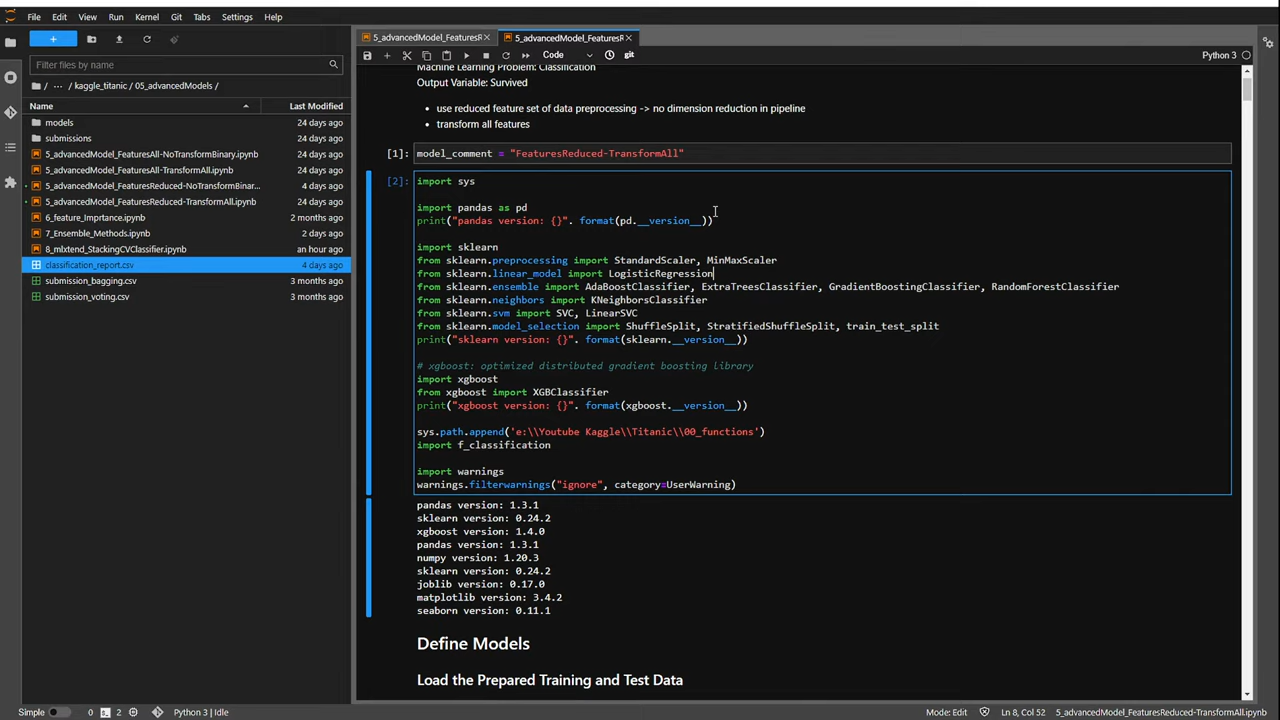 File Edit View Run Kernel Git Tabs Settings Help
+
Filter files by name
/ ··· / kaggle_titanic / 05_advancedModels /
Name Last Modified
models 24 days ago
submissions 24 days ago
5_advancedModel_FeaturesAll-NoTransformBinary.ipynb 24 days ago
5_advancedModel_FeaturesAll-TransformAll.ipynb 24 days ago
5_advancedModel_FeaturesReduced-NoTransformBinar... 4 days ago
5_advancedModel_FeaturesReduced-TransformAll.ipynb 24 days ago
6_feature_Imprtance.ipynb 24 days ago
7_Ensemble_Methods.ipynb 2 days ago
8_mlxtend_StackingCVClassifier.ipynb an hour ago
classification_report.csv 4 days ago
submission_bagging.csv 3 months ago
submission_voting.csv 3 months ago
5_advancedModel_FeaturesR × 5_advancedModel_FeaturesR ×
Code git Python 3
Machine Learning Problem: Classification
Output Variable: Survived
• use reduced feature set of data preprocessing -> no dimension reduction in pipeline
• transform all features
[1]: model_comment = "FeaturesReduced-TransformAll"
[2]: import sys
import pandas as pd
print("pandas version: {}". format(pd.__version__))
import sklearn
from sklearn.preprocessing import StandardScaler, MinMaxScaler
from sklearn.linear_model import LogisticRegression
from sklearn.ensemble import AdaBoostClassifier, ExtraTreesClassifier, GradientBoostingClassifier, RandomForestClassifier
from sklearn.neighbors import KNeighborsClassifier
from sklearn.svm import SVC, LinearSVC
from sklearn.model_selection import ShuffleSplit, StratifiedShuffleSplit, train_test_split
print("sklearn version: {}". format(sklearn.__version__))
# xgboost: optimized distributed gradient boosting library
import xgboost
from xgboost import XGBClassifier
print("xgboost version: {}". format(xgboost.__version__))
sys.path.append('e:\\Youtube Kaggle\\Titanic\\00_functions')
import f_classification
import warnings
warnings.filterwarnings("ignore", category=UserWarning)
pandas version: 1.3.1
sklearn version: 0.24.2
xgboost version: 1.4.0
pandas version: 1.3.1
numpy version: 1.20.3
sklearn version: 0.24.2
joblib version: 0.17.0
matplotlib version: 3.4.2
seaborn version: 0.11.1
Define Models
Load the Prepared Training and Test Data
Simple 0 2 Python 3 | Idle Mode: Edit Ln 8, Col 52 5_advancedModel_FeaturesReduced-TransformAll.ipynb